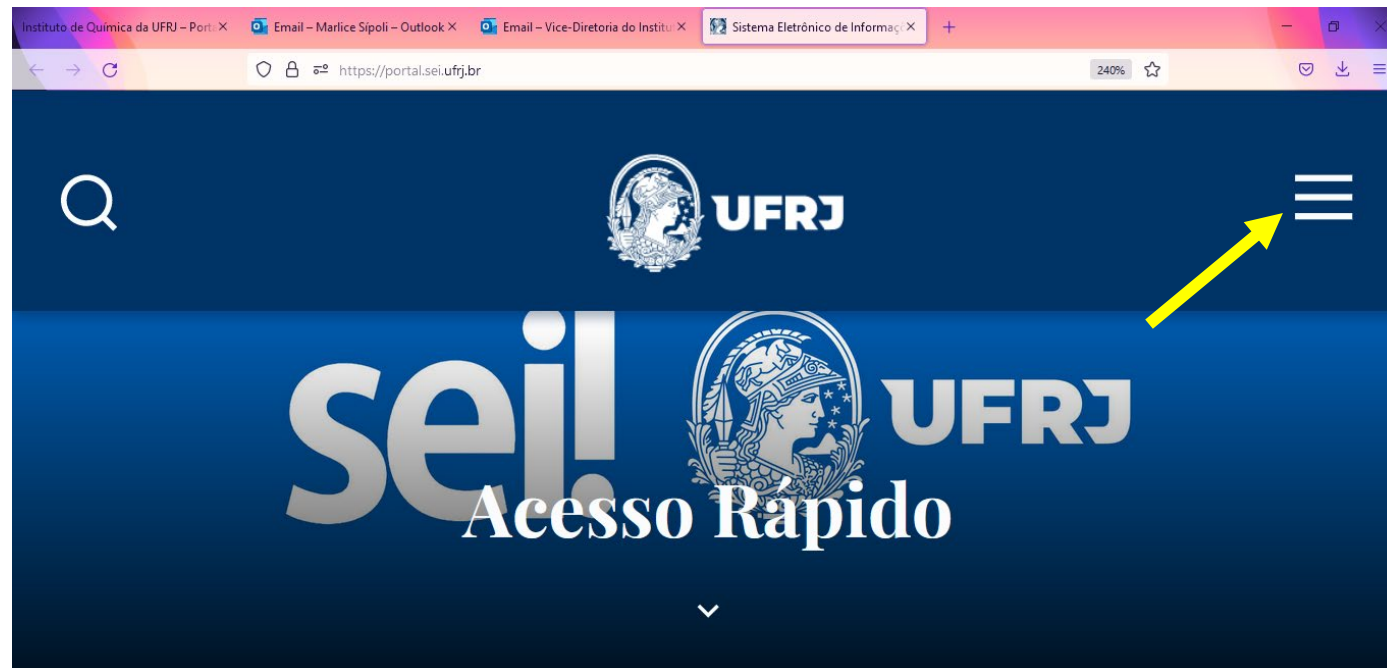 Instituto de Química da UFRJ – Port
Email – Marlice Sípoli – Outlook
Email – Vice-Diretoria do Institu
Sistema Eletrônico de Informaç
https://portal.sei.ufrj.br
240%
UFRJ
sei! UFRJ
Acesso Rápido